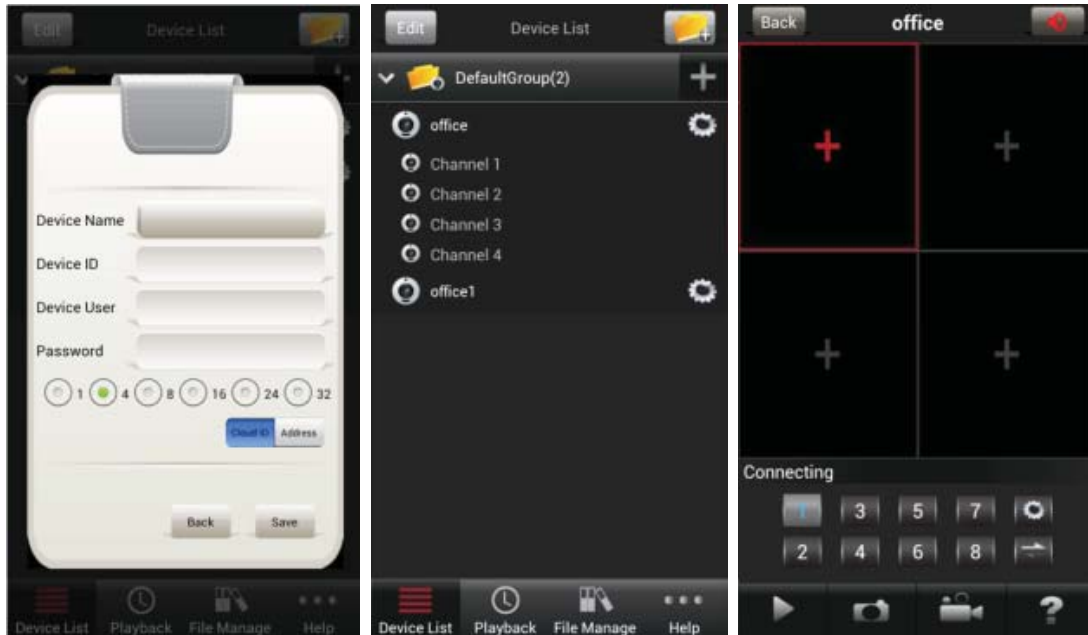 Edit Device List
Device Name
Device ID
Device User
Password
1 4 8 16 24 32
Cloud ID Address
Back Save
Device List Playback File Manage Help
Edit Device List
DefaultGroup(2)
office
Channel 1
Channel 2
Channel 3
Channel 4
office1
Device List Playback File Manage Help
Back office
Connecting
1 3 5 7
2 4 6 8